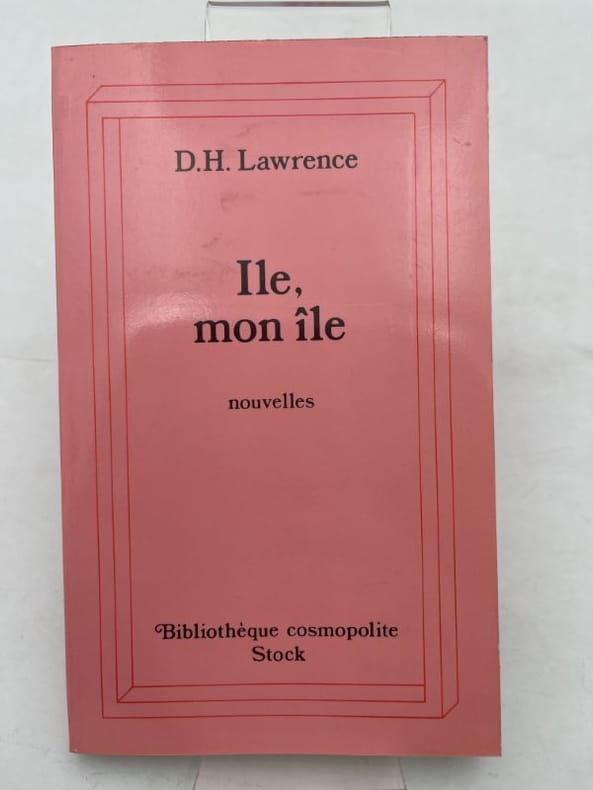 D.H. Lawrence
Ile,
mon île
nouvelles
Bibliothèque cosmopolite
Stock